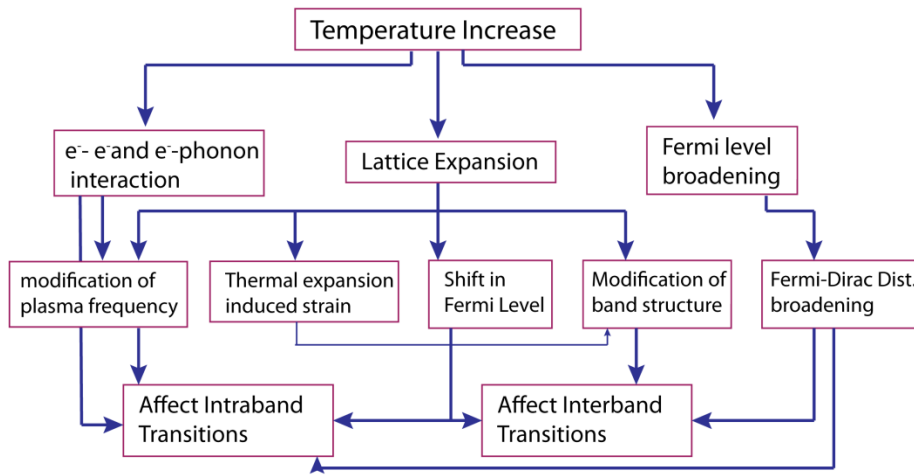 Temperature Increase
e⁻- e⁻and e⁻-phonon
interaction
Lattice Expansion
Fermi level
broadening
modification of
plasma frequency
Thermal expansion
induced strain
Shift in
Fermi Level
Modification of
band structure
Fermi-Dirac Dist.
broadening
Affect Intraband
Transitions
Affect Interband
Transitions